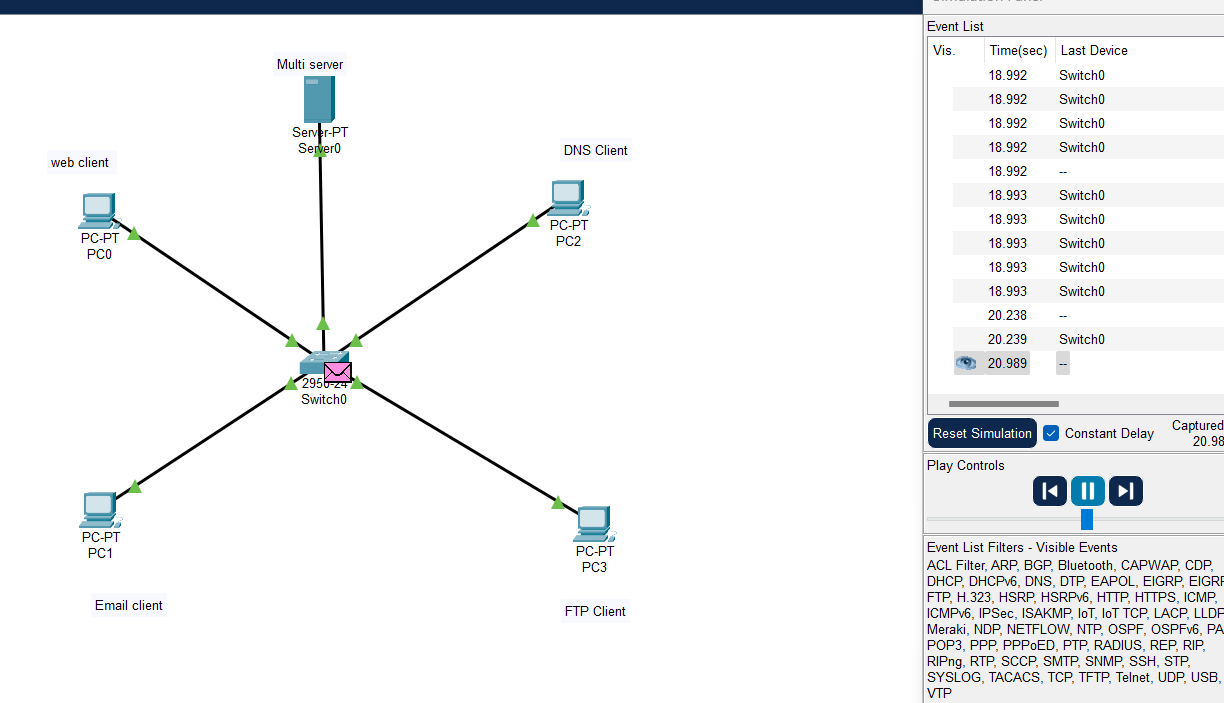 Simulation Panel
Event List
Vis. Time(sec) Last Device
18.992 Switch0
18.992 Switch0
18.992 Switch0
18.992 Switch0
18.992 --
18.993 Switch0
18.993 Switch0
18.993 Switch0
18.993 Switch0
18.993 Switch0
20.238 --
20.239 Switch0
20.989 --
Reset Simulation Constant Delay Captured
20.98
Play Controls
Event List Filters - Visible Events
ACL Filter, ARP, BGP, Bluetooth, CAPWAP, CDP,
DHCP, DHCPv6, DNS, DTP, EAPOL, EIGRP, EIGRP
FTP, H.323, HSRP, HSRPv6, HTTP, HTTPS, ICMP,
ICMPv6, IPSec, ISAKMP, IoT, IoT TCP, LACP, LLDP
Meraki, NDP, NETFLOW, NTP, OSPF, OSPFv6, PA
POP3, PPP, PPPoED, PTP, RADIUS, REP, RIP,
RIPng, RTP, SCCP, SMTP, SNMP, SSH, STP,
SYSLOG, TACACS, TCP, TFTP, Telnet, UDP, USB,
VTP
Multi server
Server-PT
Server0
web client
PC-PT
PC0
DNS Client
PC-PT
PC2
2950-24
Switch0
PC-PT
PC1
Email client
PC-PT
PC3
FTP Client